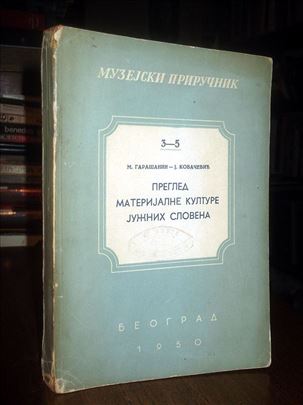 МУЗЕЈСКИ ПРИРУЧНИК
3—5
М. ГАРАШАНИН — Ј. КОВАЧЕВИЋ
ПРЕГЛЕД
МАТЕРИЈАЛНЕ КУЛТУРЕ
ЈУЖНИХ СЛОВЕНА
БЕОГРАД
1950